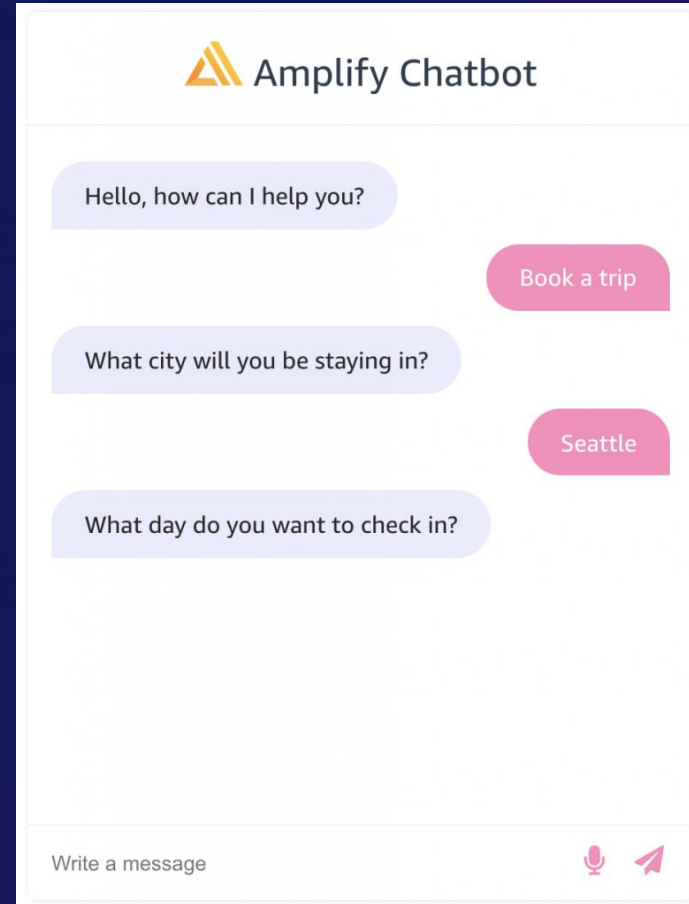 Amplify Chatbot
Hello, how can I help you?
Book a trip
What city will you be staying in?
Seattle
What day do you want to check in?
Write a message